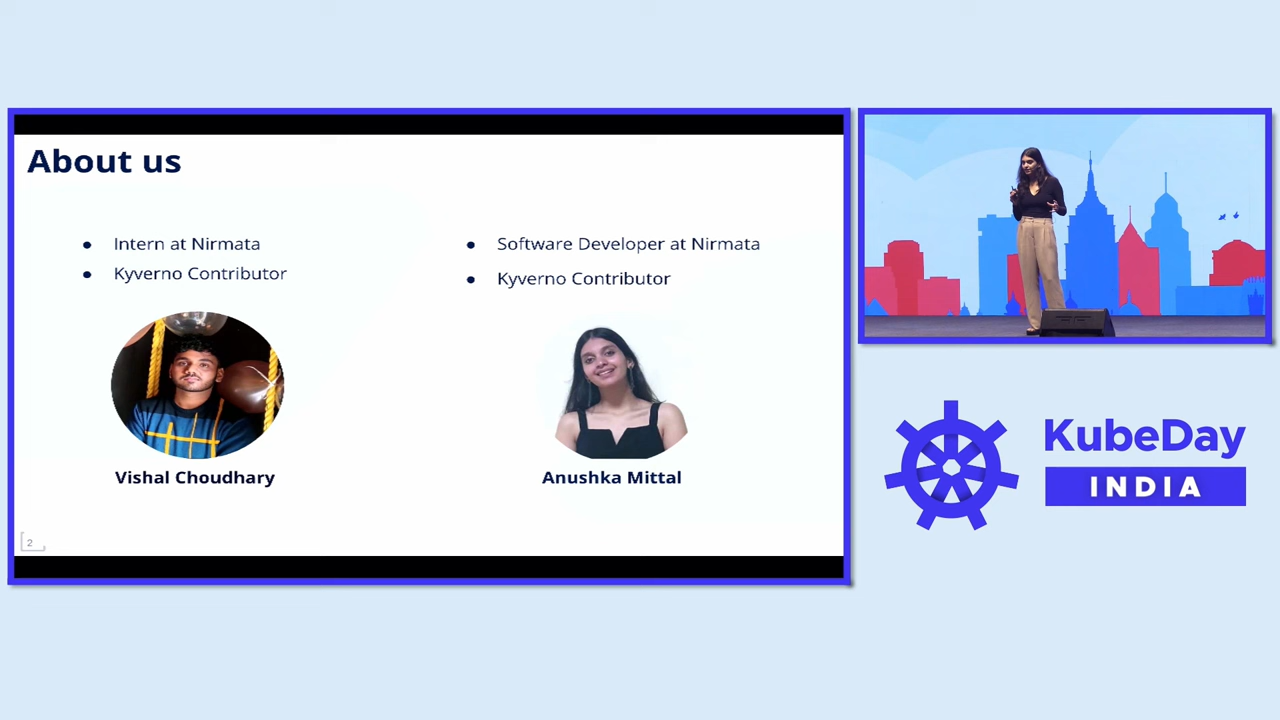 About us
● Intern at Nirmata
● Kyverno Contributor
Vishal Choudhary
● Software Developer at Nirmata
● Kyverno Contributor
Anushka Mittal
2
KubeDay
INDIA